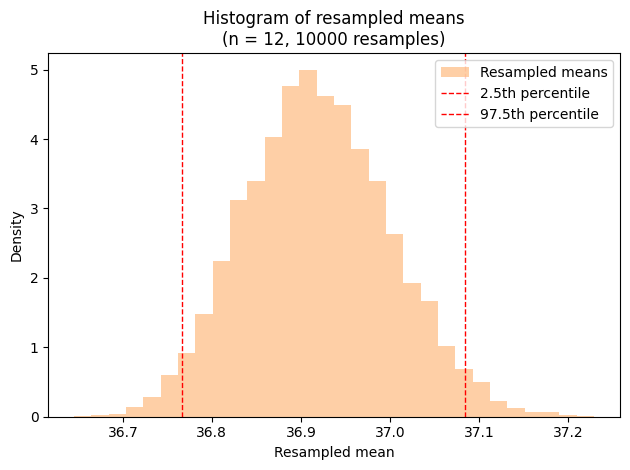 Histogram of resampled means
(n = 12, 10000 resamples)
Resampled means
2.5th percentile
97.5th percentile
Density
5
4
3
2
1
0
36.7 36.8 36.9 37.0 37.1 37.2
Resampled mean